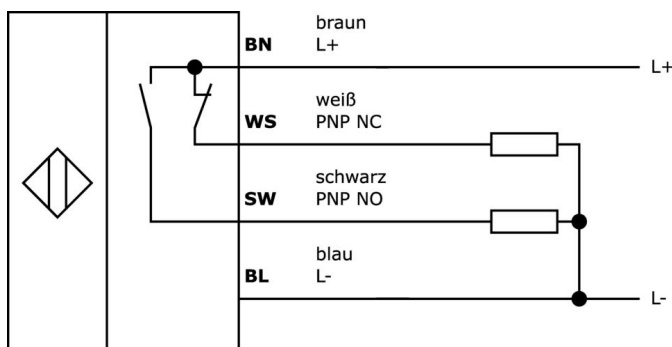 braun
BN L+
L+
weiß
WS PNP NC
schwarz
SW PNP NO
blau
BL L-
L-